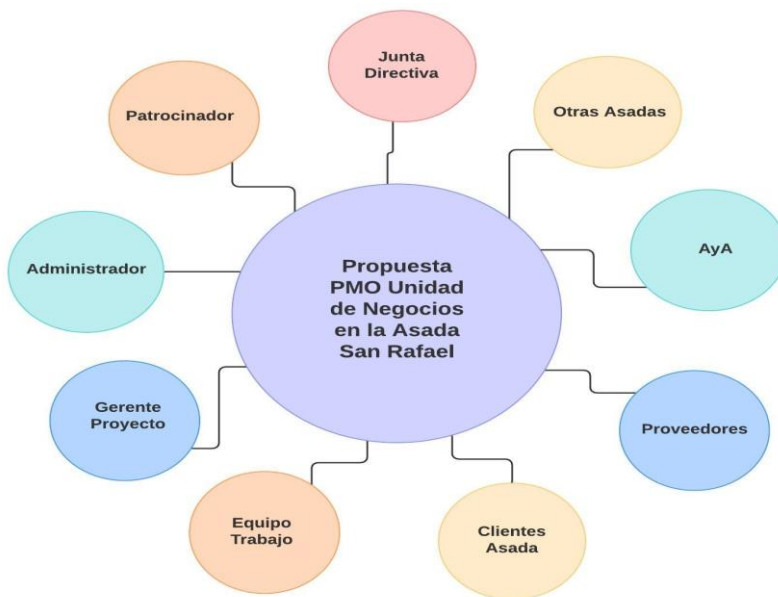 Junta
Directiva
Patrocinador
Otras Asadas
Administrador
AyA
Propuesta
PMO Unidad
de Negocios
en la Asada
San Rafael
Gerente
Proyecto
Proveedores
Equipo
Trabajo
Clientes
Asada